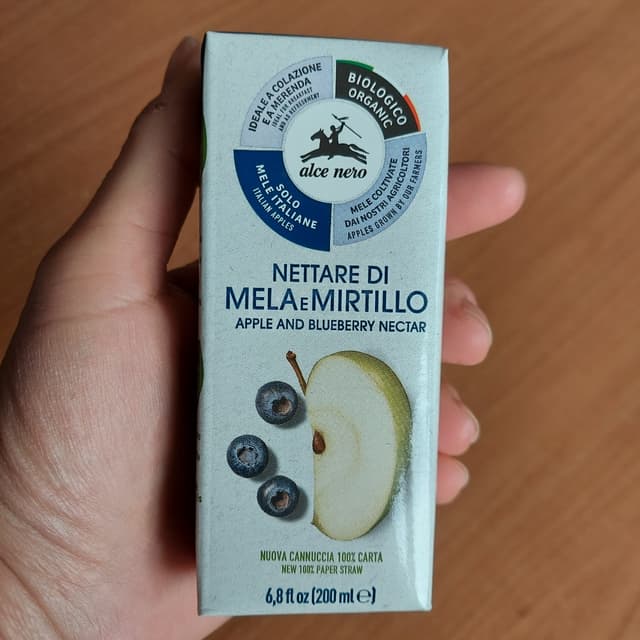 IDEALE A COLAZIONE
E A MERENDA
IDEAL FOR BREAKFAST
AND AS REFRESHMENT
BIOLOGICO
ORGANIC
alce nero
SOLO
MELE ITALIANE
ITALIAN APPLES
MELE COLTIVATE
DAI NOSTRI AGRICOLTORI
APPLES GROWN BY OUR FARMERS
NETTARE DI
MELA E MIRTILLO
APPLE AND BLUEBERRY NECTAR
NUOVA CANNUCCIA 100% CARTA
NEW 100% PAPER STRAW
6,8 fl oz (200 ml ℮)